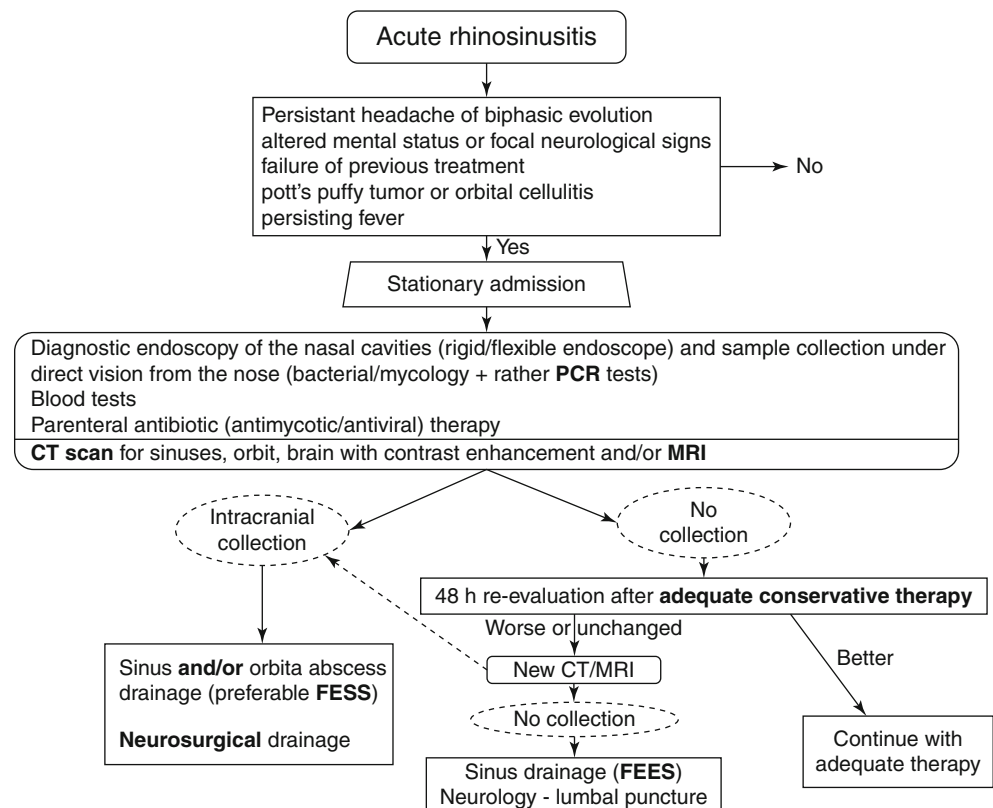 Acute rhinosinusitis
Persistant headache of biphasic evolution
altered mental status or focal neurological signs
failure of previous treatment
pott's puffy tumor or orbital cellulitis
persisting fever
No
Yes
Stationary admission
Diagnostic endoscopy of the nasal cavities (rigid/flexible endoscope) and sample collection under
direct vision from the nose (bacterial/mycology + rather PCR tests)
Blood tests
Parenteral antibiotic (antimycotic/antiviral) therapy
CT scan for sinuses, orbit, brain with contrast enhancement and/or MRI
Intracranial
collection
No
collection
48 h re-evaluation after adequate conservative therapy
Worse or unchanged
Better
New CT/MRI
No collection
Sinus and/or orbita abscess
drainage (preferable FESS)
Neurosurgical drainage
Sinus drainage (FEES)
Neurology - lumbal puncture
Continue with
adequate therapy